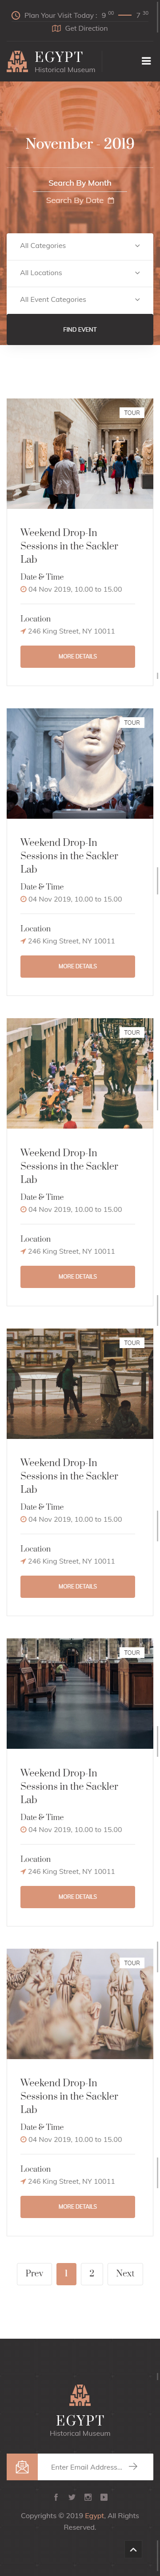 Plan Your Visit Today : 9 00 7 30
Get Direction
EGYPT
Historical Museum
November - 2019
Search By Month
Search By Date
All Categories
All Locations
All Event Categories
FIND EVENT
TOUR
Weekend Drop-In
Sessions in the Sackler
Lab
Date & Time
04 Nov 2019, 10.00 to 15.00
Location
246 King Street, NY 10011
MORE DETAILS
TOUR
Weekend Drop-In
Sessions in the Sackler
Lab
Date & Time
04 Nov 2019, 10.00 to 15.00
Location
246 King Street, NY 10011
MORE DETAILS
TOUR
Weekend Drop-In
Sessions in the Sackler
Lab
Date & Time
04 Nov 2019, 10.00 to 15.00
Location
246 King Street, NY 10011
MORE DETAILS
TOUR
Weekend Drop-In
Sessions in the Sackler
Lab
Date & Time
04 Nov 2019, 10.00 to 15.00
Location
246 King Street, NY 10011
MORE DETAILS
TOUR
Weekend Drop-In
Sessions in the Sackler
Lab
Date & Time
04 Nov 2019, 10.00 to 15.00
Location
246 King Street, NY 10011
MORE DETAILS
TOUR
Weekend Drop-In
Sessions in the Sackler
Lab
Date & Time
04 Nov 2019, 10.00 to 15.00
Location
246 King Street, NY 10011
MORE DETAILS
Prev 1 2 Next
EGYPT
Historical Museum
Enter Email Address...
Copyrights © 2019 Egypt. All Rights
Reserved.